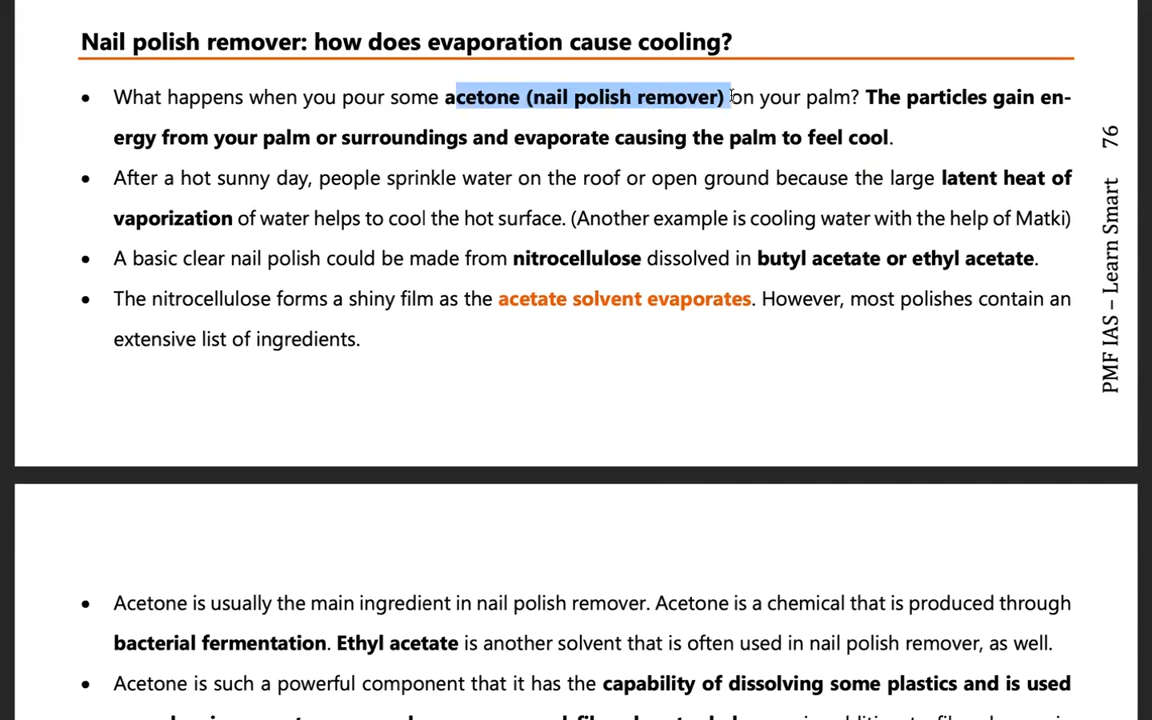 Nail polish remover: how does evaporation cause cooling?
• What happens when you pour some acetone (nail polish remover) on your palm? The particles gain en-
ergy from your palm or surroundings and evaporate causing the palm to feel cool.
• After a hot sunny day, people sprinkle water on the roof or open ground because the large latent heat of
vaporization of water helps to cool the hot surface. (Another example is cooling water with the help of Matki)
• A basic clear nail polish could be made from nitrocellulose dissolved in butyl acetate or ethyl acetate.
• The nitrocellulose forms a shiny film as the acetate solvent evaporates. However, most polishes contain an
extensive list of ingredients.
PMF IAS – Learn Smart 76
• Acetone is usually the main ingredient in nail polish remover. Acetone is a chemical that is produced through
bacterial fermentation. Ethyl acetate is another solvent that is often used in nail polish remover, as well.
• Acetone is such a powerful component that it has the capability of dissolving some plastics and is used